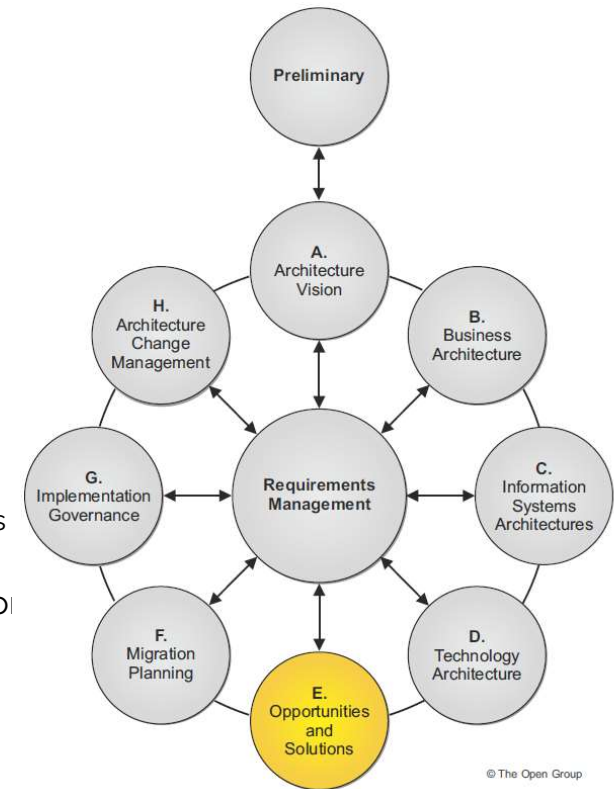 Preliminary
A.
Architecture
Vision
B.
Business
Architecture
C.
Information
Systems
Architectures
D.
Technology
Architecture
E.
Opportunities
and
Solutions
F.
Migration
Planning
G.
Implementation
Governance
H.
Architecture
Change
Management
Requirements
Management
© The Open Group